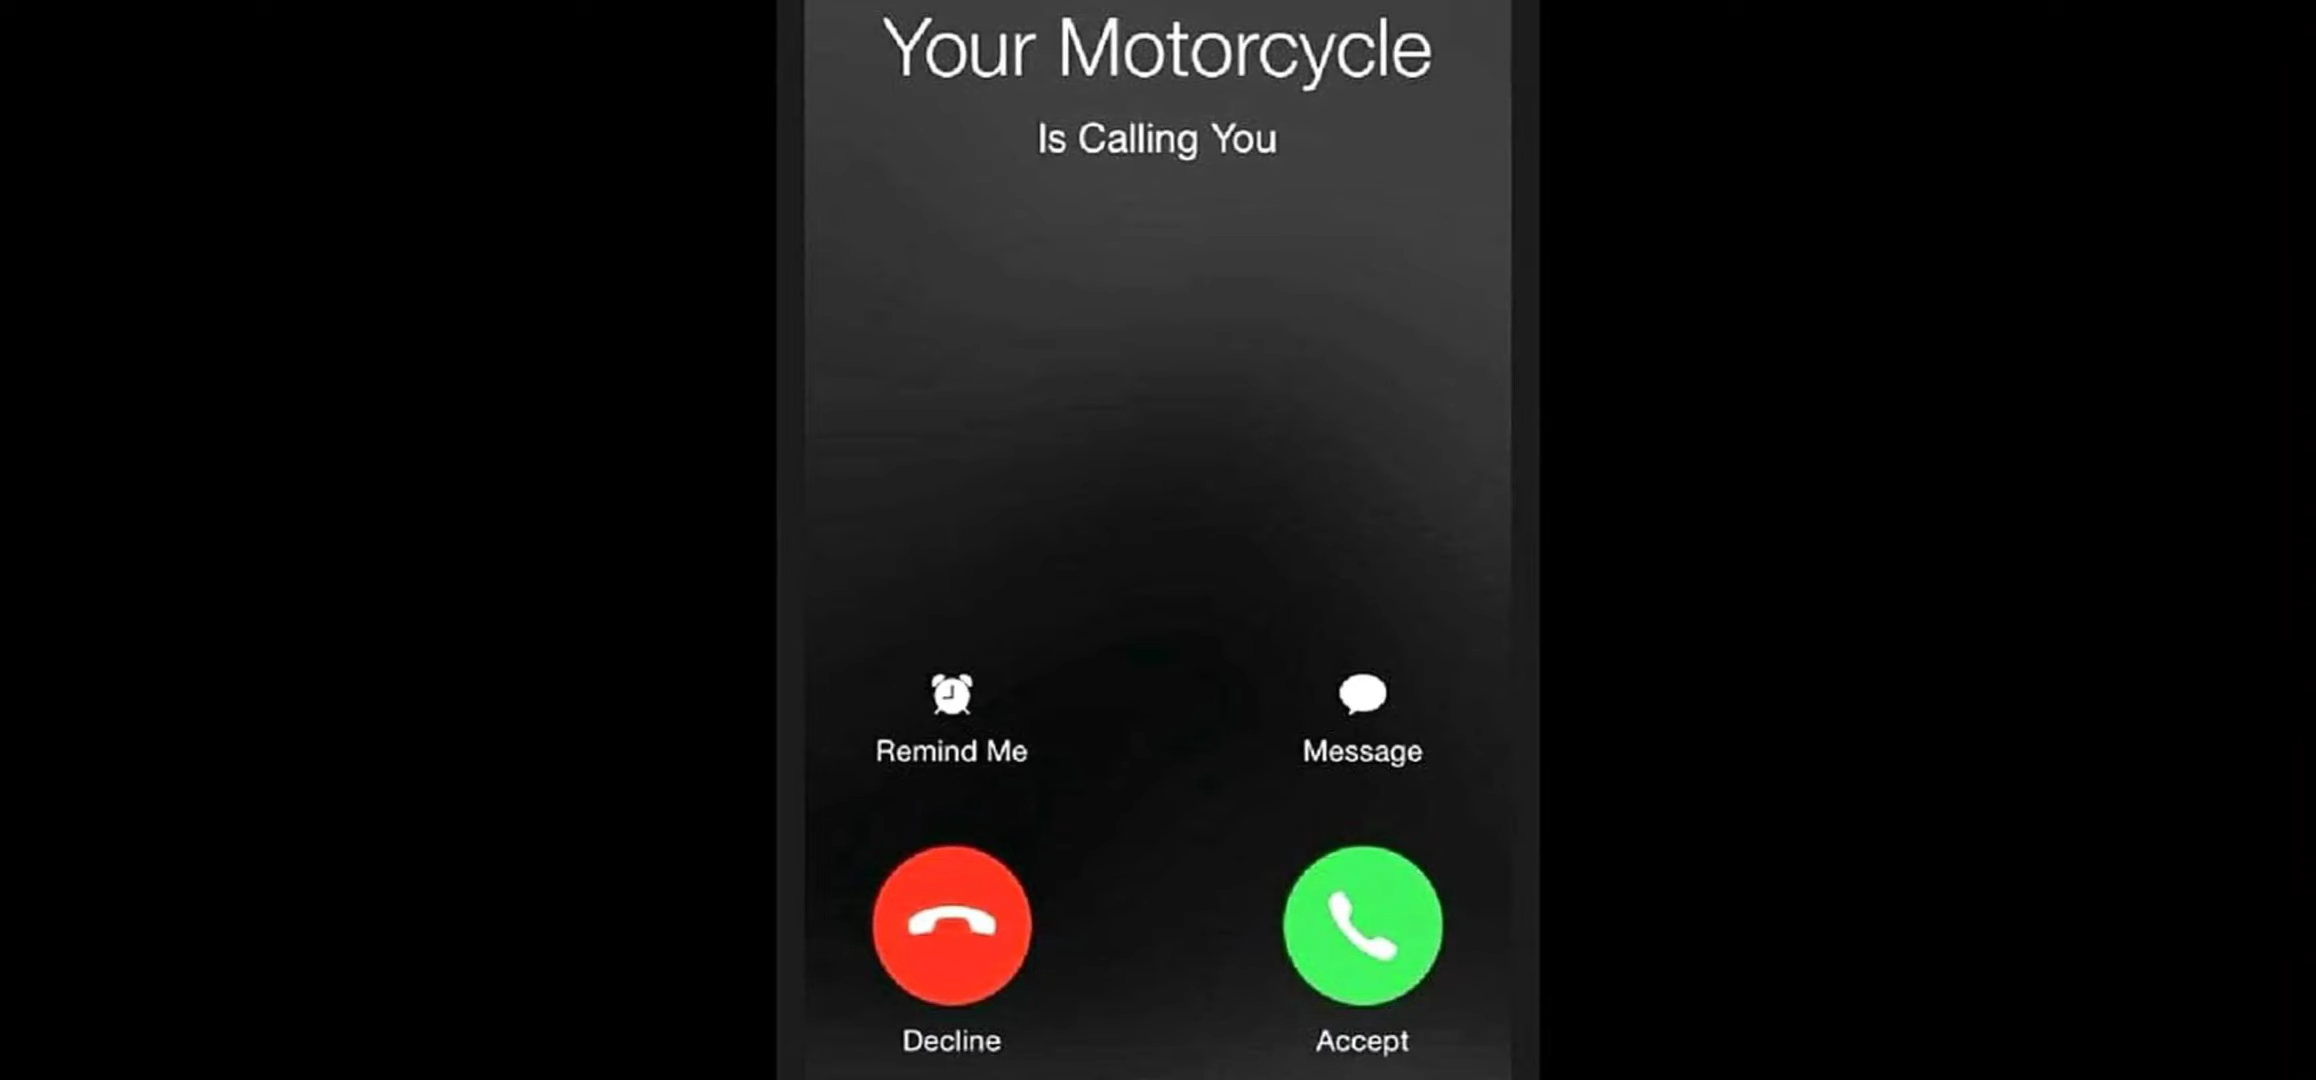 Your Motorcycle
Is Calling You
Remind Me
Message
Decline
Accept